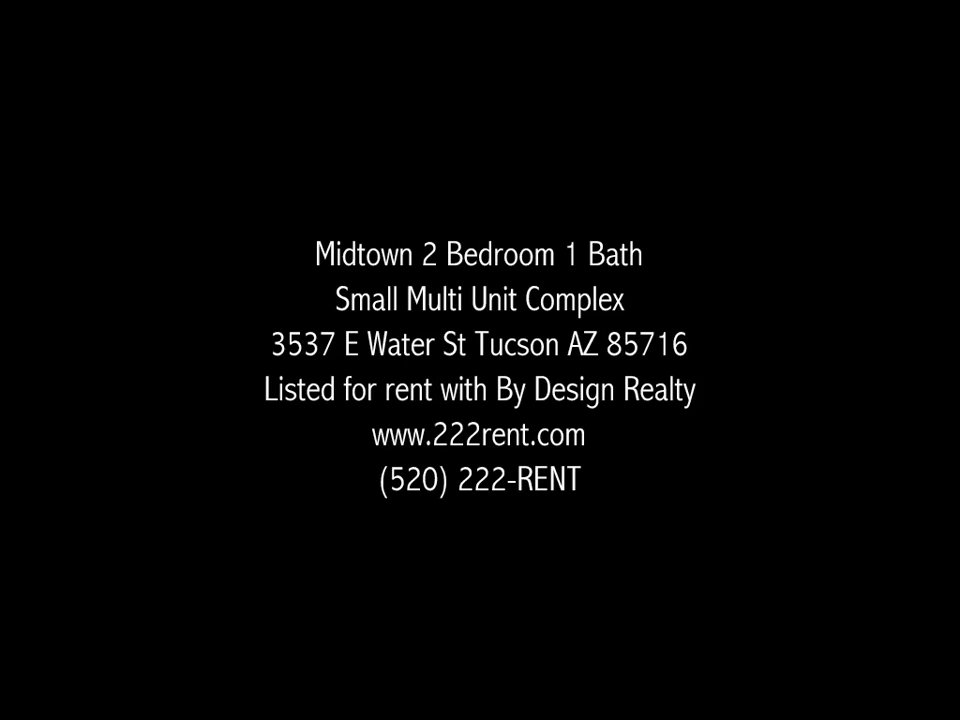 Midtown 2 Bedroom 1 Bath
Small Multi Unit Complex
3537 E Water St Tucson AZ 85716
Listed for rent with By Design Realty
www.222rent.com
(520) 222-RENT